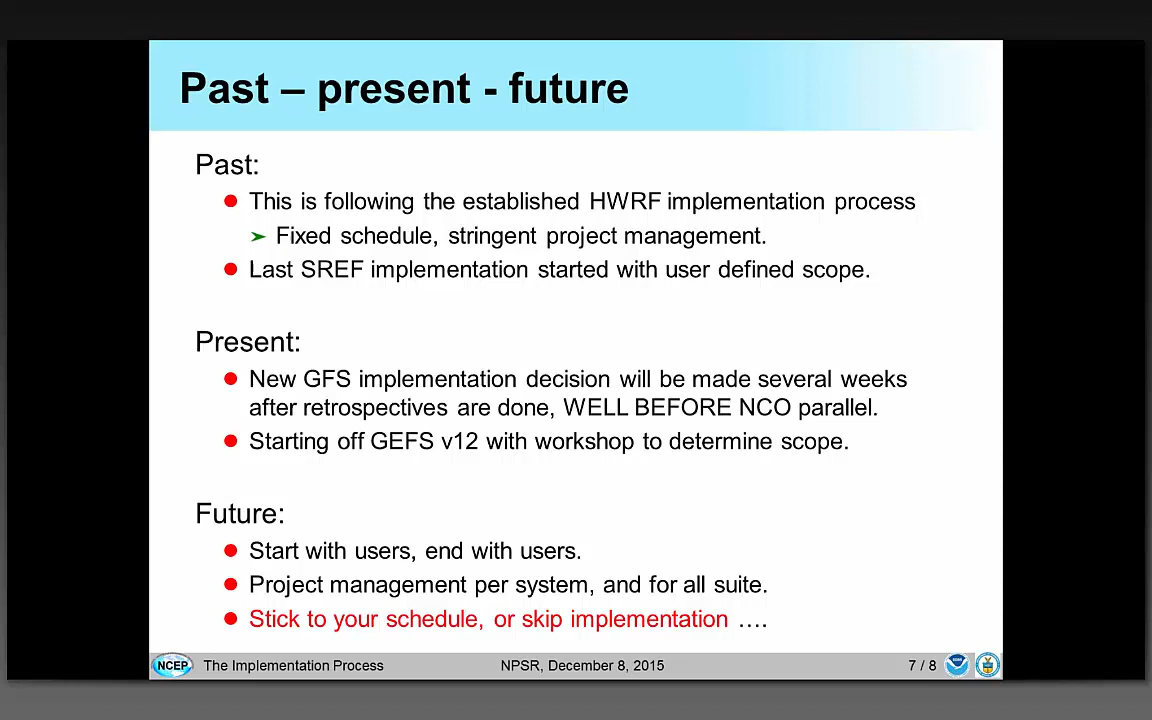 Past – present - future
Past:
This is following the established HWRF implementation process
Fixed schedule, stringent project management.
Last SREF implementation started with user defined scope.
Present:
New GFS implementation decision will be made several weeks
after retrospectives are done, WELL BEFORE NCO parallel.
Starting off GEFS v12 with workshop to determine scope.
Future:
Start with users, end with users.
Project management per system, and for all suite.
Stick to your schedule, or skip implementation ….
NCEP The Implementation Process NPSR, December 8, 2015 7 / 8